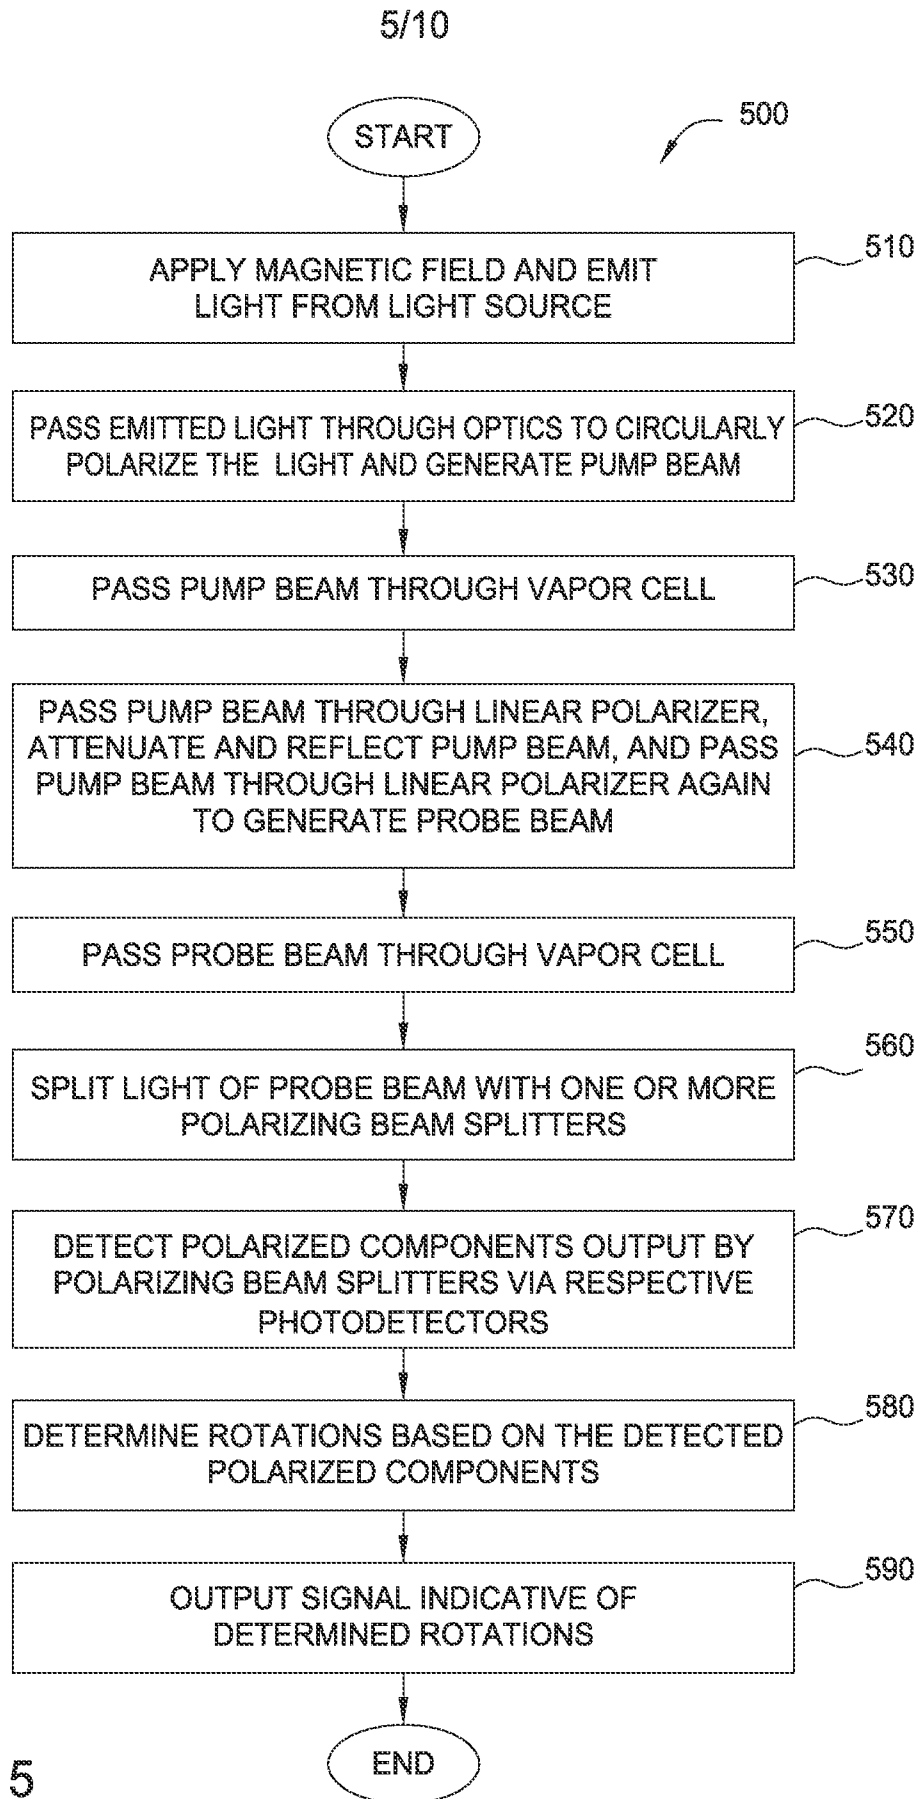 5/10
START
500
APPLY MAGNETIC FIELD AND EMIT
LIGHT FROM LIGHT SOURCE
510
PASS EMITTED LIGHT THROUGH OPTICS TO CIRCULARLY
POLARIZE THE LIGHT AND GENERATE PUMP BEAM
520
PASS PUMP BEAM THROUGH VAPOR CELL
530
PASS PUMP BEAM THROUGH LINEAR POLARIZER,
ATTENUATE AND REFLECT PUMP BEAM, AND PASS
PUMP BEAM THROUGH LINEAR POLARIZER AGAIN
TO GENERATE PROBE BEAM
540
PASS PROBE BEAM THROUGH VAPOR CELL
550
SPLIT LIGHT OF PROBE BEAM WITH ONE OR MORE
POLARIZING BEAM SPLITTERS
560
DETECT POLARIZED COMPONENTS OUTPUT BY
POLARIZING BEAM SPLITTERS VIA RESPECTIVE
PHOTODETECTORS
570
DETERMINE ROTATIONS BASED ON THE DETECTED
POLARIZED COMPONENTS
580
OUTPUT SIGNAL INDICATIVE OF
DETERMINED ROTATIONS
590
END
5